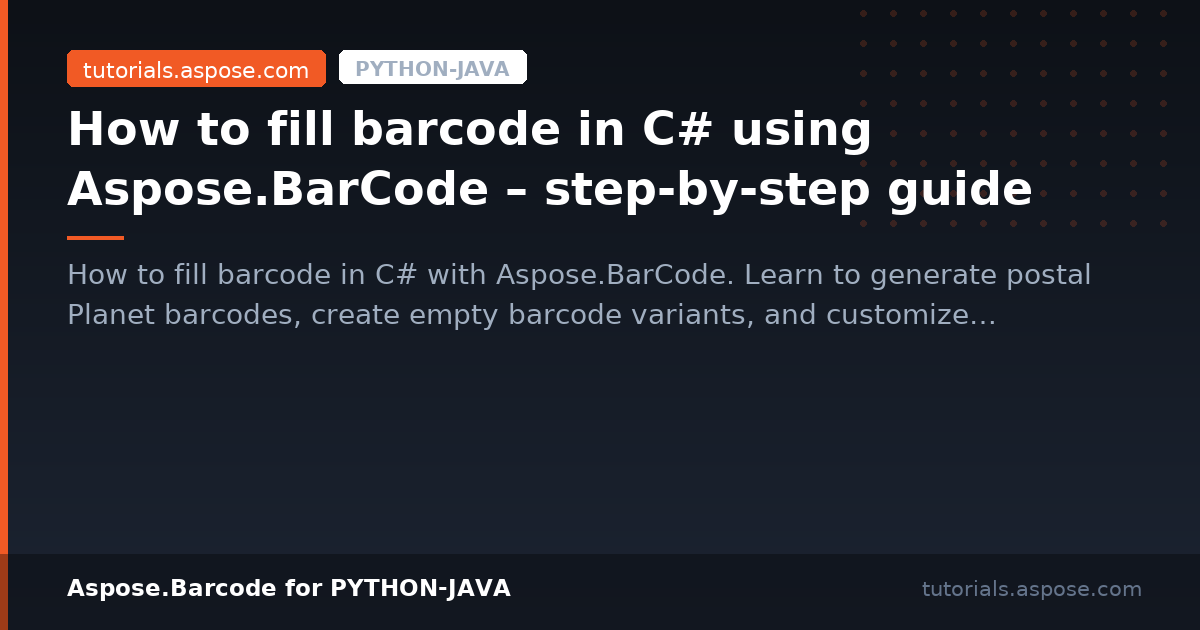 tutorials.aspose.com
PYTHON-JAVA
How to fill barcode in C# using
Aspose.BarCode – step-by-step guide
How to fill barcode in C# with Aspose.BarCode. Learn to generate postal
Planet barcodes, create empty barcode variants, and customize...
Aspose.Barcode for PYTHON-JAVA
tutorials.aspose.com